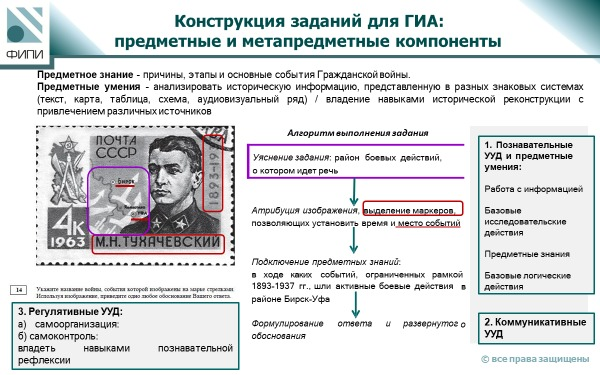 ФИПИ
Конструкция заданий для ГИА:
предметные и метапредметные компоненты
Предметное знание - причины, этапы и основные события Гражданской войны.
Предметные умения - анализировать историческую информацию, представленную в разных знаковых системах
(текст, карта, таблица, схема, аудиовизуальный ряд) / владение навыками исторической реконструкции с
привлечением различных источников
ПОЧТА
СССР
Бирск
Уфа
1893-19
4К
1963
М.Н.ТУХАЧЕВСКИЙ
14
Укажите название войны, события которой изображены на марке стрелками.
Используя изображение, приведите одно любое обоснование Вашего ответа.
3. Регулятивные УУД:
а) самоорганизация:
б) самоконтроль:
владеть навыками познавательной
рефлексии
Алгоритм выполнения задания
Уяснение задания: район боевых действий,
о котором идет речь
Атрибуция изображения, выделение маркеров,
позволяющих установить время и место событий
Подключение предметных знаний:
в ходе каких событий, ограниченных рамкой
1893-1937 гг., шли активные боевые действия в
районе Бирск-Уфа
Формулирование ответа и развернутого
обоснования
1. Познавательные
УУД и предметные
умения:
Работа с информацией
Базовые
исследовательские
действия
Предметные знания
Базовые логические
действия
2. Коммуникативные
УУД
© все права защищены